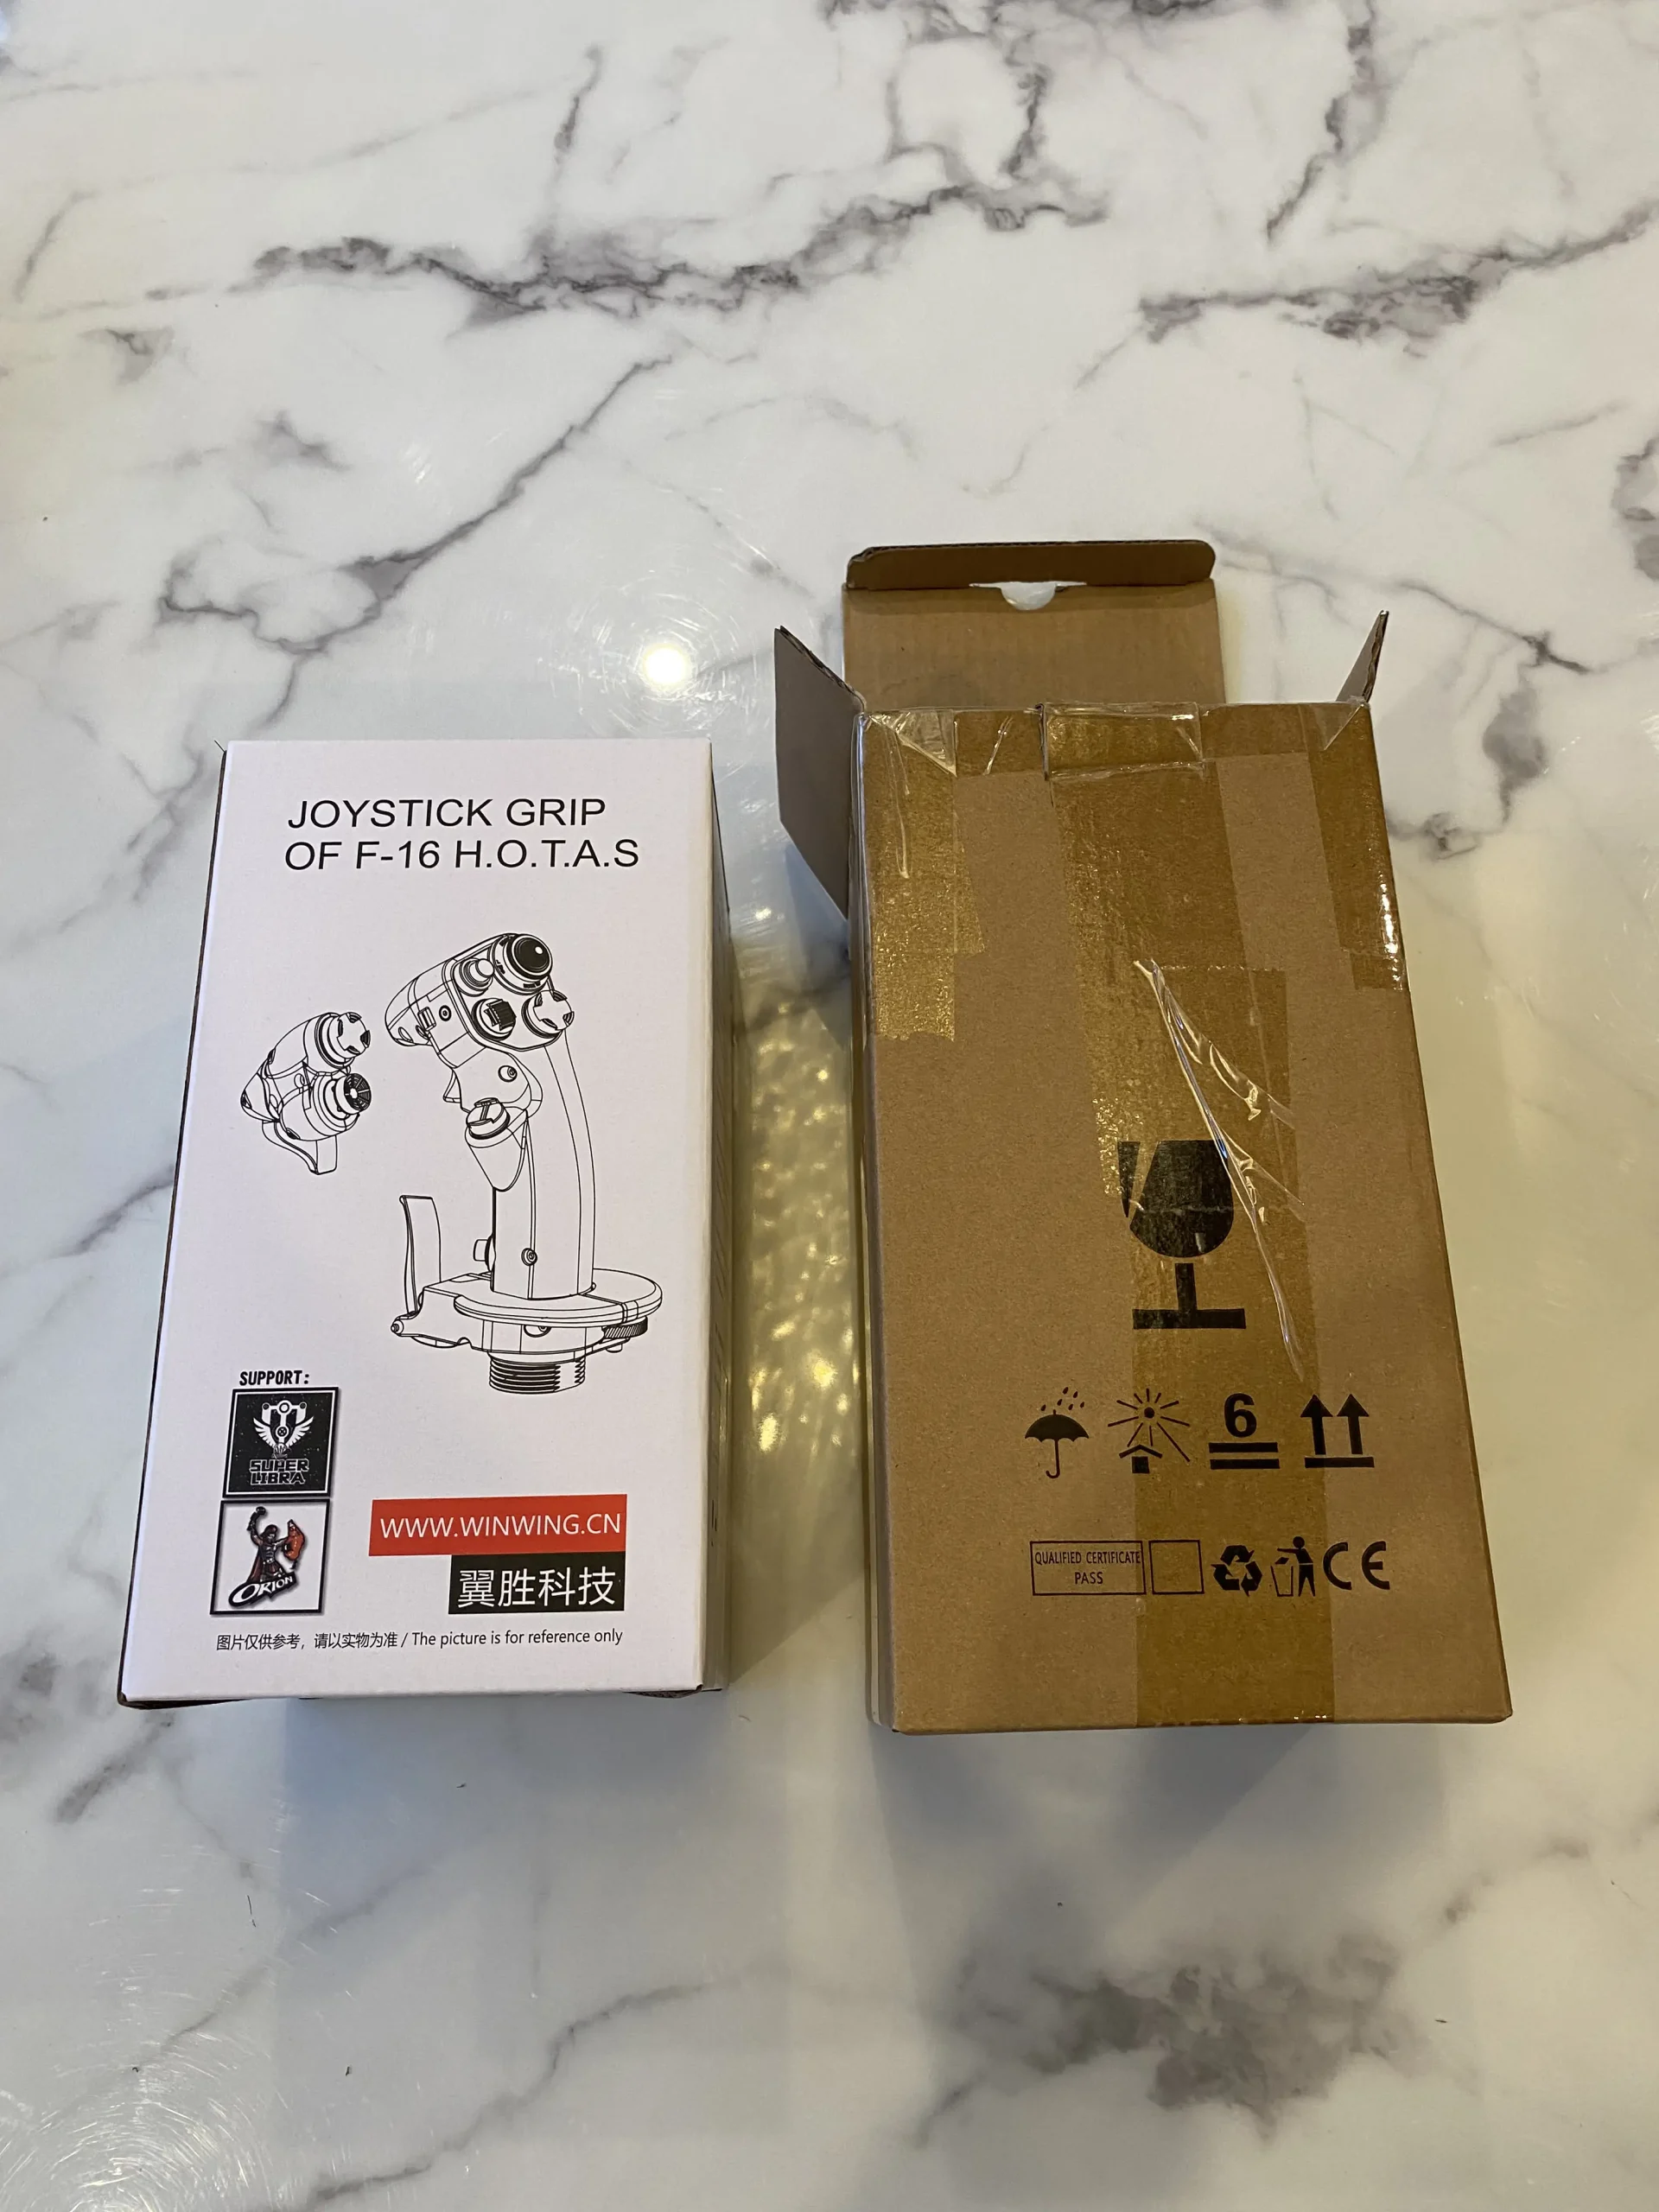 JOYSTICK GRIP
OF F-16 H.O.T.A.S
SUPPORT:
SUPER
LIBRA
ORION
WWW.WINWING.CN
翼胜科技
图片仅供参考，请以实物为准 / The picture is for reference only
6
QUALIFIED CERTIFICATE
PASS
CE